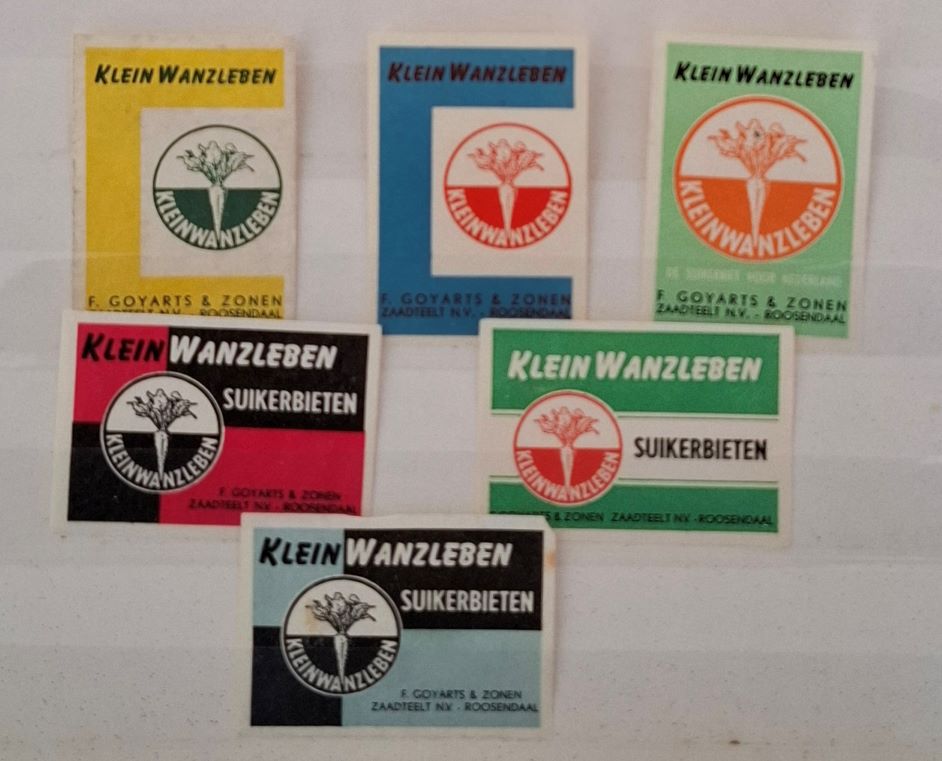 KLEIN WANZLEBEN
KLEINWANZLEBEN
F. GOYARTS & ZONEN
ZAADTEELT N.V. - ROOSENDAAL
KLEIN WANZLEBEN
KLEINWANZLEBEN
F. GOYARTS & ZONEN
ZAADTEELT N.V. - ROOSENDAAL
KLEIN WANZLEBEN
KLEINWANZLEBEN
DE SUIKERBIET VOOR NEDERLAND
F. GOYARTS & ZONEN
ZAADTEELT N.V. - ROOSENDAAL
KLEIN WANZLEBEN
SUIKERBIETEN
KLEINWANZLEBEN
F. GOYARTS & ZONEN
ZAADTEELT N.V. - ROOSENDAAL
KLEIN WANZLEBEN
SUIKERBIETEN
KLEINWANZLEBEN
GOYARTS & ZONEN ZAADTEELT N.V. - ROOSENDAAL
KLEIN WANZLEBEN
SUIKERBIETEN
KLEINWANZLEBEN
F. GOYARTS & ZONEN
ZAADTEELT N.V. - ROOSENDAAL